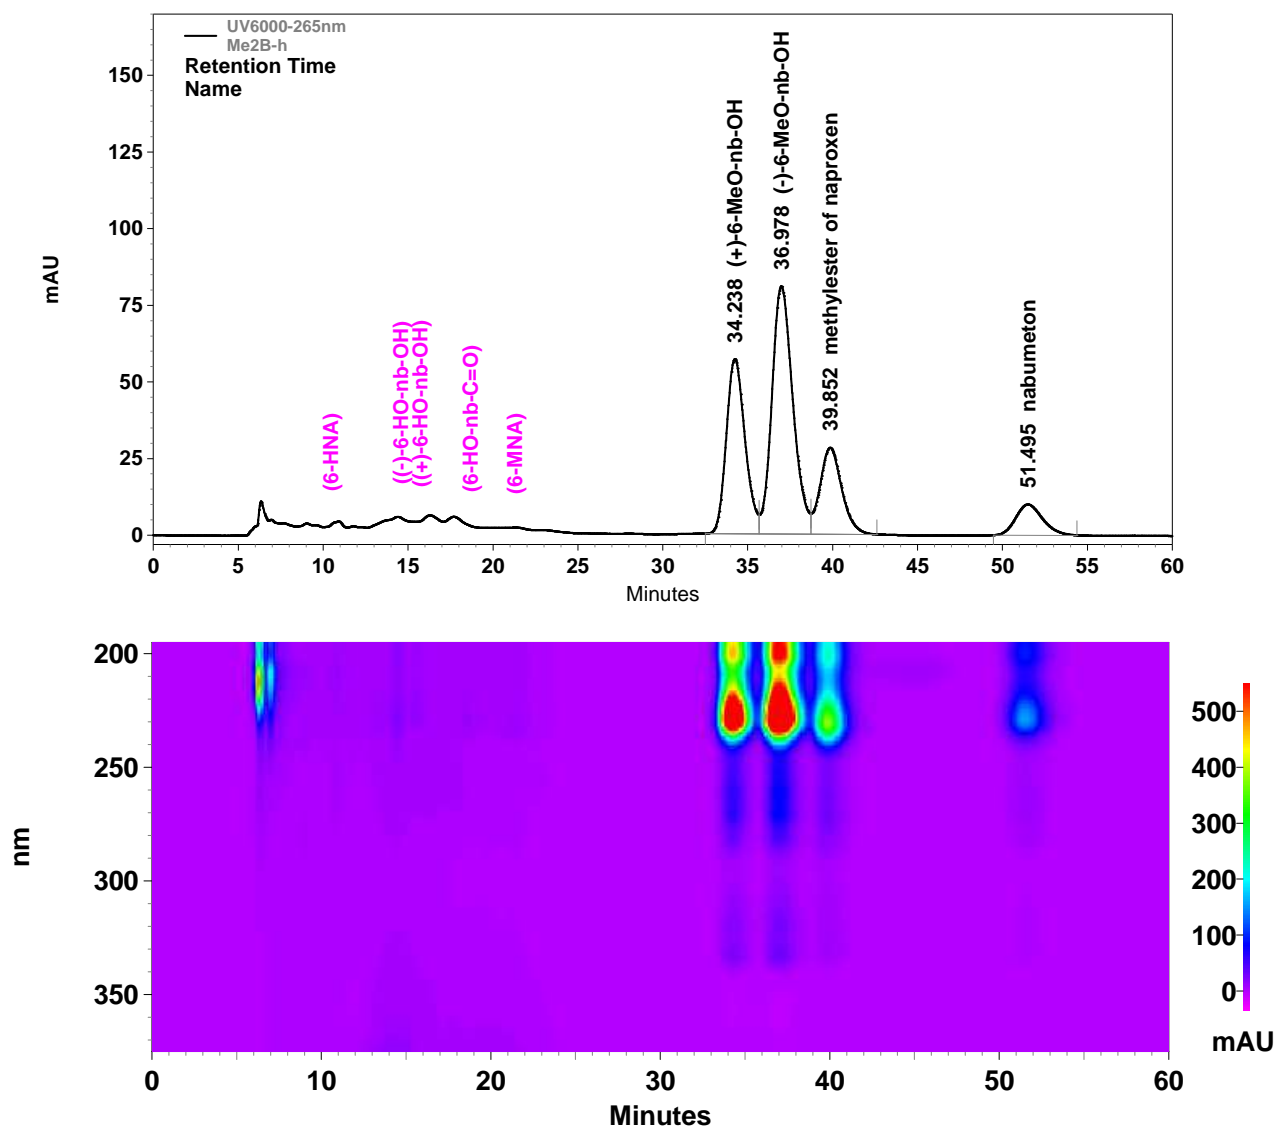 UV6000-265nm
Me2B-h
Retention Time
Name
mAU
150
125
100
75
50
25
0
(6-HNA)
((-)-6-HO-nb-OH)
((+)-6-HO-nb-OH)
(6-HO-nb-C=O)
(6-MNA)
34.238 (+)-6-MeO-nb-OH
36.978 (-)-6-MeO-nb-OH
39.852 methylester of naproxen
51.495 nabumeton
0 5 10 15 20 25 30 35 40 45 50 55 60
Minutes
nm
200
250
300
350
0 10 20 30 40 50 60
Minutes
500
400
300
200
100
0
mAU